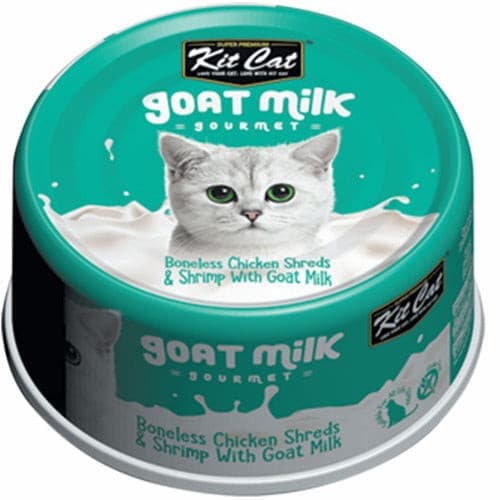 SUPER PREMIUM
Kit Cat
LOVE YOUR CAT, LOVE WITH KIT CAT
goat milk
GOURMET
Boneless Chicken Shreds
& Shrimp With Goat Milk
Kit Cat
goat milk
GOURMET
Boneless Chicken Shreds
& Shrimp With Goat Milk